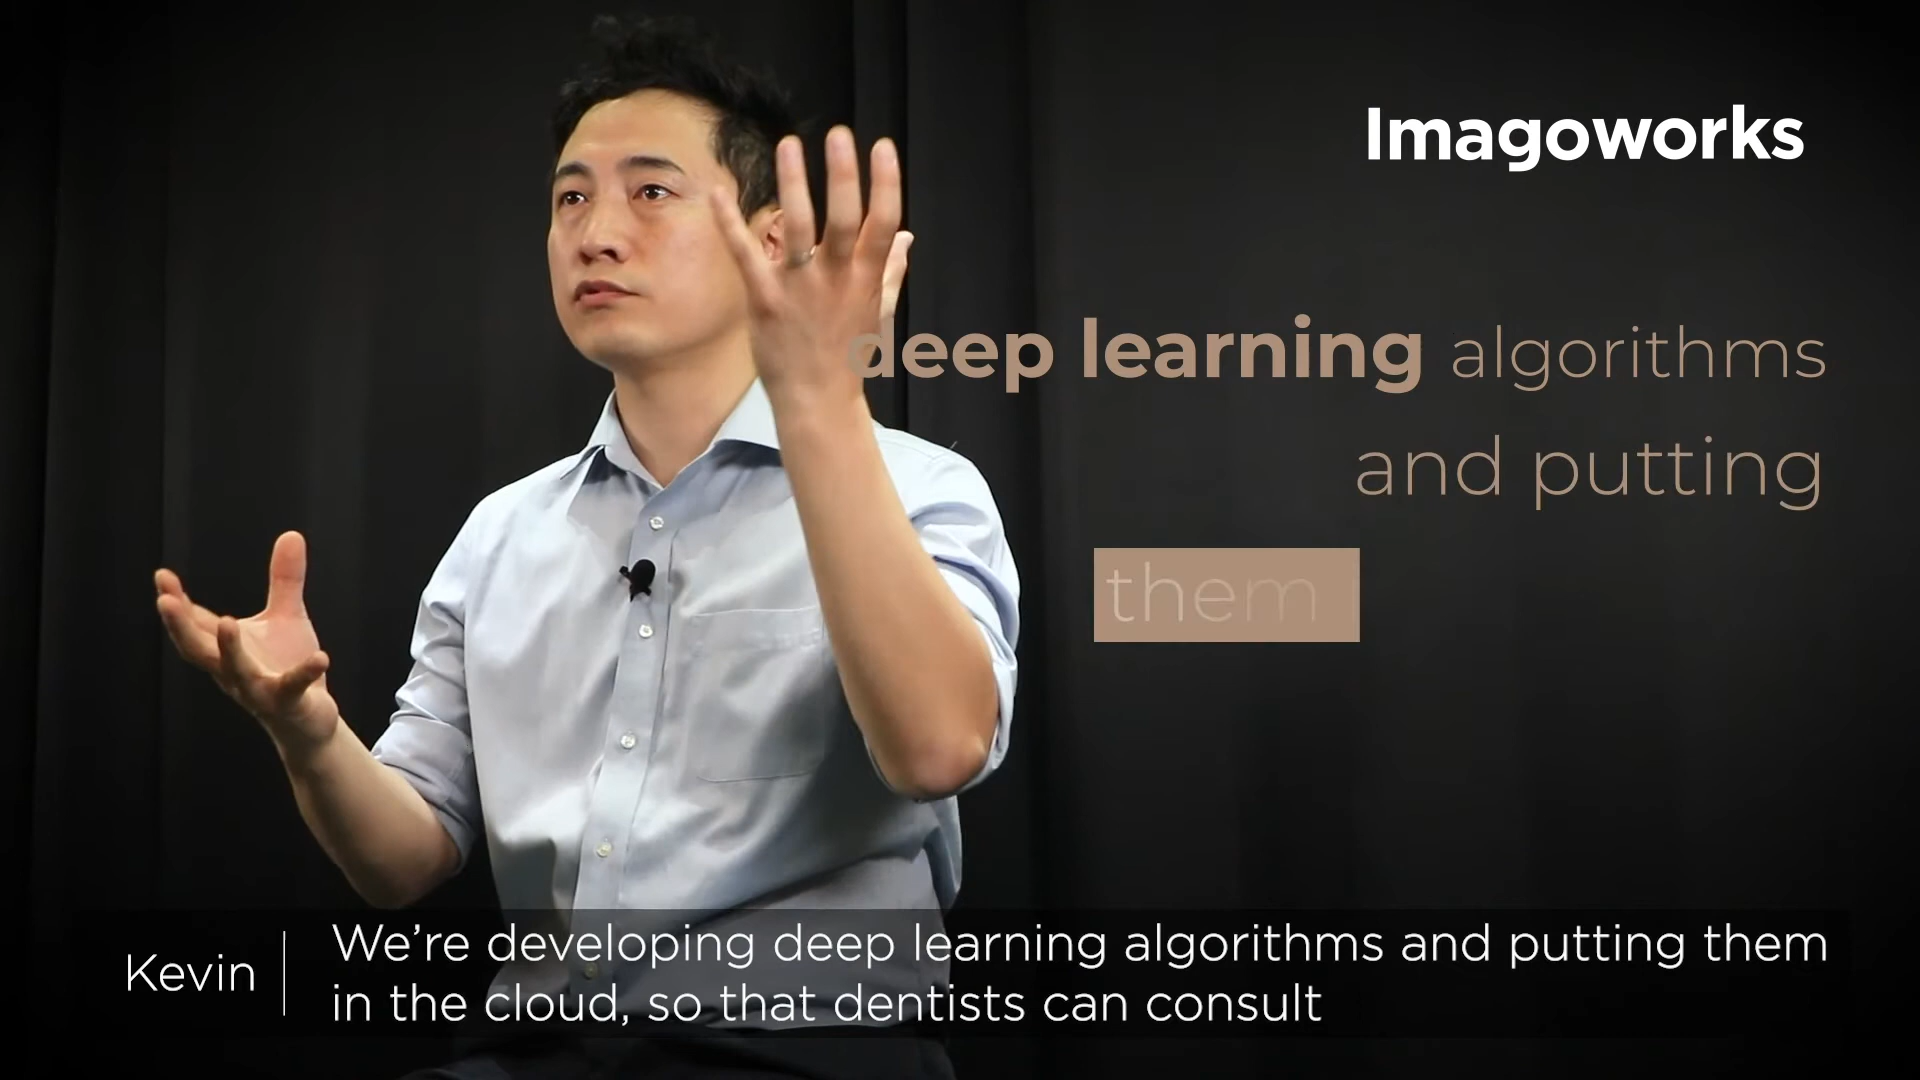 Imagoworks
deep learning algorithms
and putting
them
Kevin
We're developing deep learning algorithms and putting them
in the cloud, so that dentists can consult